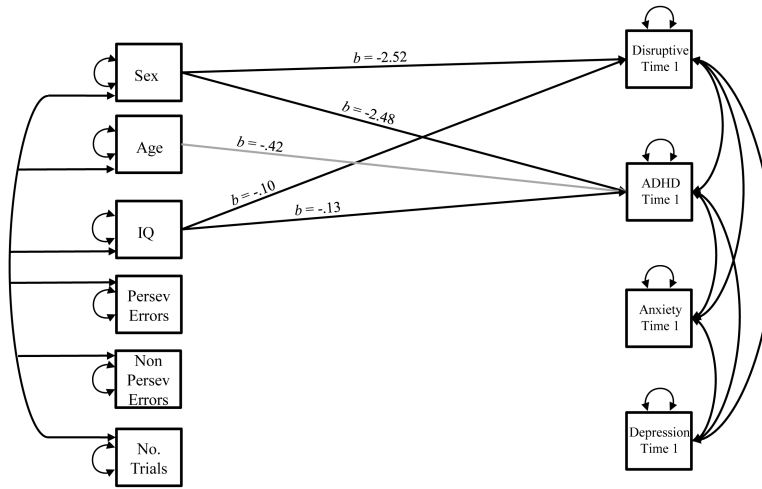 Sex
Age
IQ
Persev
Errors
Non
Persev
Errors
No.
Trials
b = -2.52
b = -2.48
b = -.42
b = -.10
b = -.13
Disruptive
Time 1
ADHD
Time 1
Anxiety
Time 1
Depression
Time 1